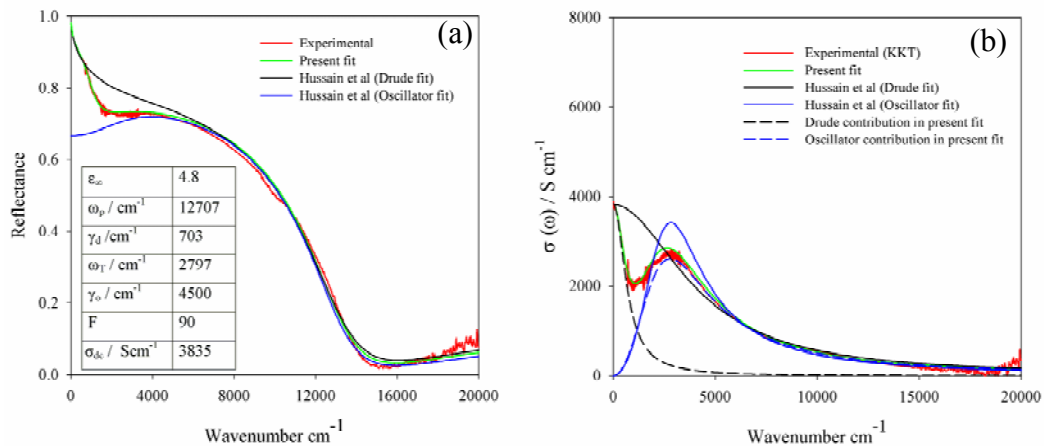 (a)
Experimental
Present fit
Hussain et al (Drude fit)
Hussain et al (Oscillator fit)
1.0
0.8
0.6
0.4
0.2
0.0
Reflectance
ε∞ 4.8
ωp / cm-1 12707
γd /cm-1 703
ωT / cm-1 2797
γo / cm-1 4500
F 90
σdc / Scm-1 3835
0 4000 8000 12000 16000 20000
Wavenumber cm-1
(b)
Experimental (KKT)
Present fit
Hussain et al (Drude fit)
Hussain et al (Oscillator fit)
Drude contribution in present fit
Oscillator contribution in present fit
8000
6000
4000
2000
0
σ (ω) / S cm-1
0 5000 10000 15000 20000
Wavenumber cm-1